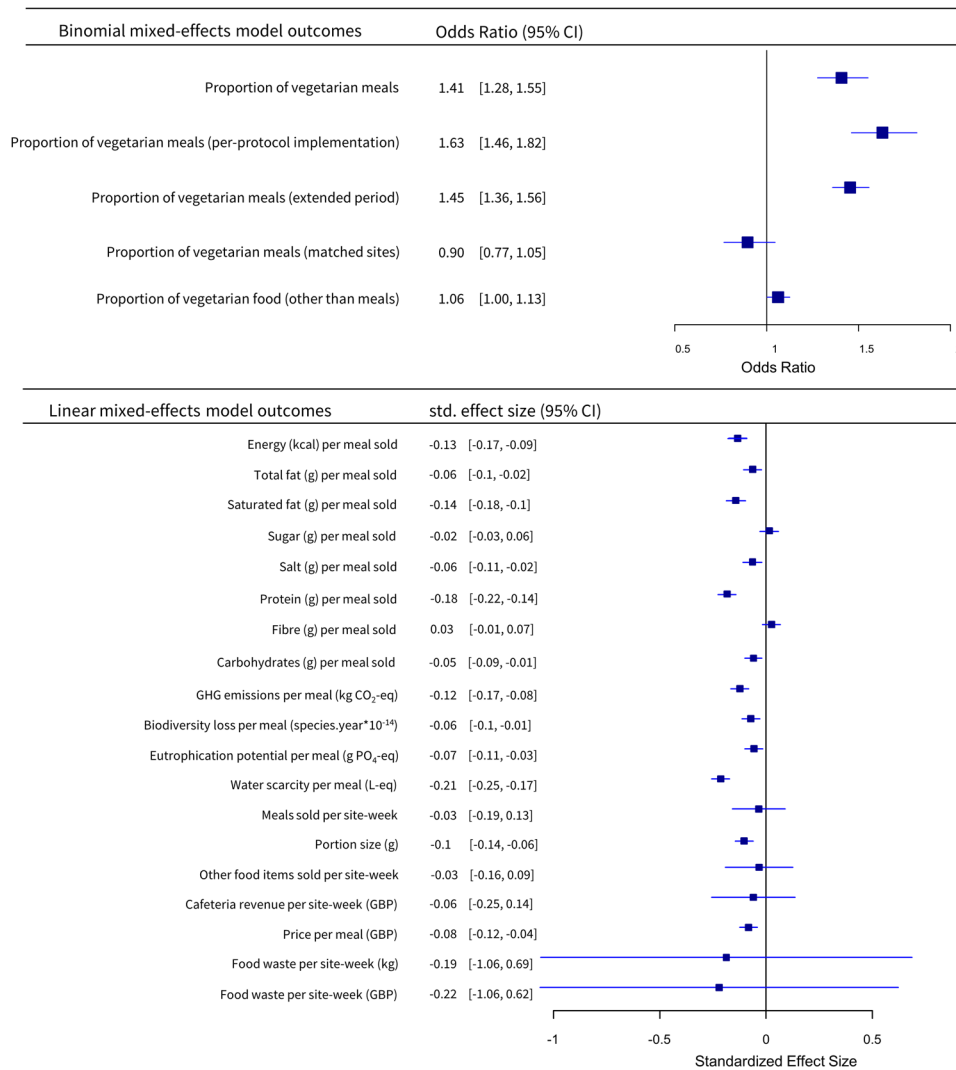 Binomial mixed-effects model outcomes Odds Ratio (95% CI)
Proportion of vegetarian meals 1.41 [1.28, 1.55]
Proportion of vegetarian meals (per-protocol implementation) 1.63 [1.46, 1.82]
Proportion of vegetarian meals (extended period) 1.45 [1.36, 1.56]
Proportion of vegetarian meals (matched sites) 0.90 [0.77, 1.05]
Proportion of vegetarian food (other than meals) 1.06 [1.00, 1.13]
0.5 1 1.5
Odds Ratio
Linear mixed-effects model outcomes std. effect size (95% CI)
Energy (kcal) per meal sold -0.13 [-0.17, -0.09]
Total fat (g) per meal sold -0.06 [-0.1, -0.02]
Saturated fat (g) per meal sold -0.14 [-0.18, -0.1]
Sugar (g) per meal sold -0.02 [-0.03, 0.06]
Salt (g) per meal sold -0.06 [-0.11, -0.02]
Protein (g) per meal sold -0.18 [-0.22, -0.14]
Fibre (g) per meal sold 0.03 [-0.01, 0.07]
Carbohydrates (g) per meal sold -0.05 [-0.09, -0.01]
GHG emissions per meal (kg CO₂-eq) -0.12 [-0.17, -0.08]
Biodiversity loss per meal (species.year*10⁻¹⁴) -0.06 [-0.1, -0.01]
Eutrophication potential per meal (g PO₄-eq) -0.07 [-0.11, -0.03]
Water scarcity per meal (L-eq) -0.21 [-0.25, -0.17]
Meals sold per site-week -0.03 [-0.19, 0.13]
Portion size (g) -0.1 [-0.14, -0.06]
Other food items sold per site-week -0.03 [-0.16, 0.09]
Cafeteria revenue per site-week (GBP) -0.06 [-0.25, 0.14]
Price per meal (GBP) -0.08 [-0.12, -0.04]
Food waste per site-week (kg) -0.19 [-1.06, 0.69]
Food waste per site-week (GBP) -0.22 [-1.06, 0.62]
-1 -0.5 0 0.5
Standardized Effect Size